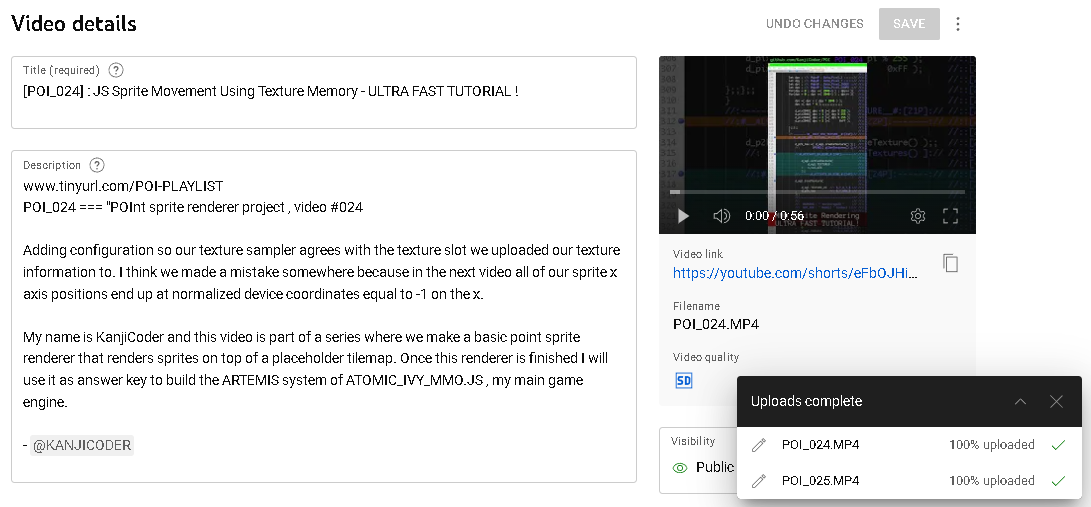 Video details
UNDO CHANGES
SAVE
Title (required)
[POI_024] : JS Sprite Movement Using Texture Memory - ULTRA FAST TUTORIAL !
Description
www.tinyurl.com/POI-PLAYLIST
POI_024 === "POInt sprite renderer project , video #024
Adding configuration so our texture sampler agrees with the texture slot we uploaded our texture
information to. I think we made a mistake somewhere because in the next video all of our sprite x
axis positions end up at normalized device coordinates equal to -1 on the x.
My name is KanjiCoder and this video is part of a series where we make a basic point sprite
renderer that renders sprites on top of a placeholder tilemap. Once this renderer is finished I will
use it as answer key to build the ARTEMIS system of ATOMIC_IVY_MMO.JS , my main game
engine.
- @KANJICODER
0:00 / 0:56
Video link
https://youtube.com/shorts/eFbOJHi...
Filename
POI_024.MP4
Video quality
SD
Visibility
Public
Uploads complete
POI_024.MP4 100% uploaded
POI_025.MP4 100% uploaded